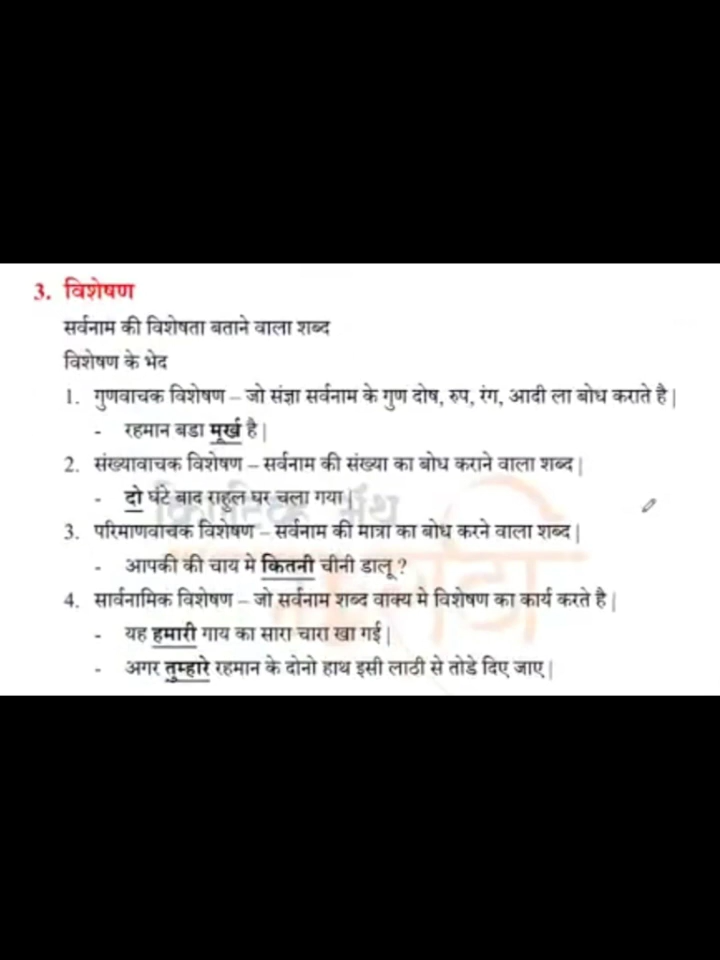 3. विशेषण
सर्वनाम की विशेषता बताने वाला शब्द
विशेषण के भेद
1. गुणवाचक विशेषण – जो संज्ञा सर्वनाम के गुण दोष, रुप, रंग, आदी ला बोध कराते है |
- रहमान बडा मूर्ख है |
2. संख्यावाचक विशेषण – सर्वनाम की संख्या का बोध कराने वाला शब्द |
- दो घंटे बाद राहुल घर चला गया |
3. परिमाणवाचक विशेषण – सर्वनाम की मात्रा का बोध करने वाला शब्द |
- आपकी की चाय मे कितनी चीनी डालू ?
4. सार्वनामिक विशेषण – जो सर्वनाम शब्द वाक्य मे विशेषण का कार्य करते है |
- यह हमारी गाय का सारा चारा खा गई |
- अगर तुम्हारे रहमान के दोनो हाथ इसी लाठी से तोडे दिए जाए |